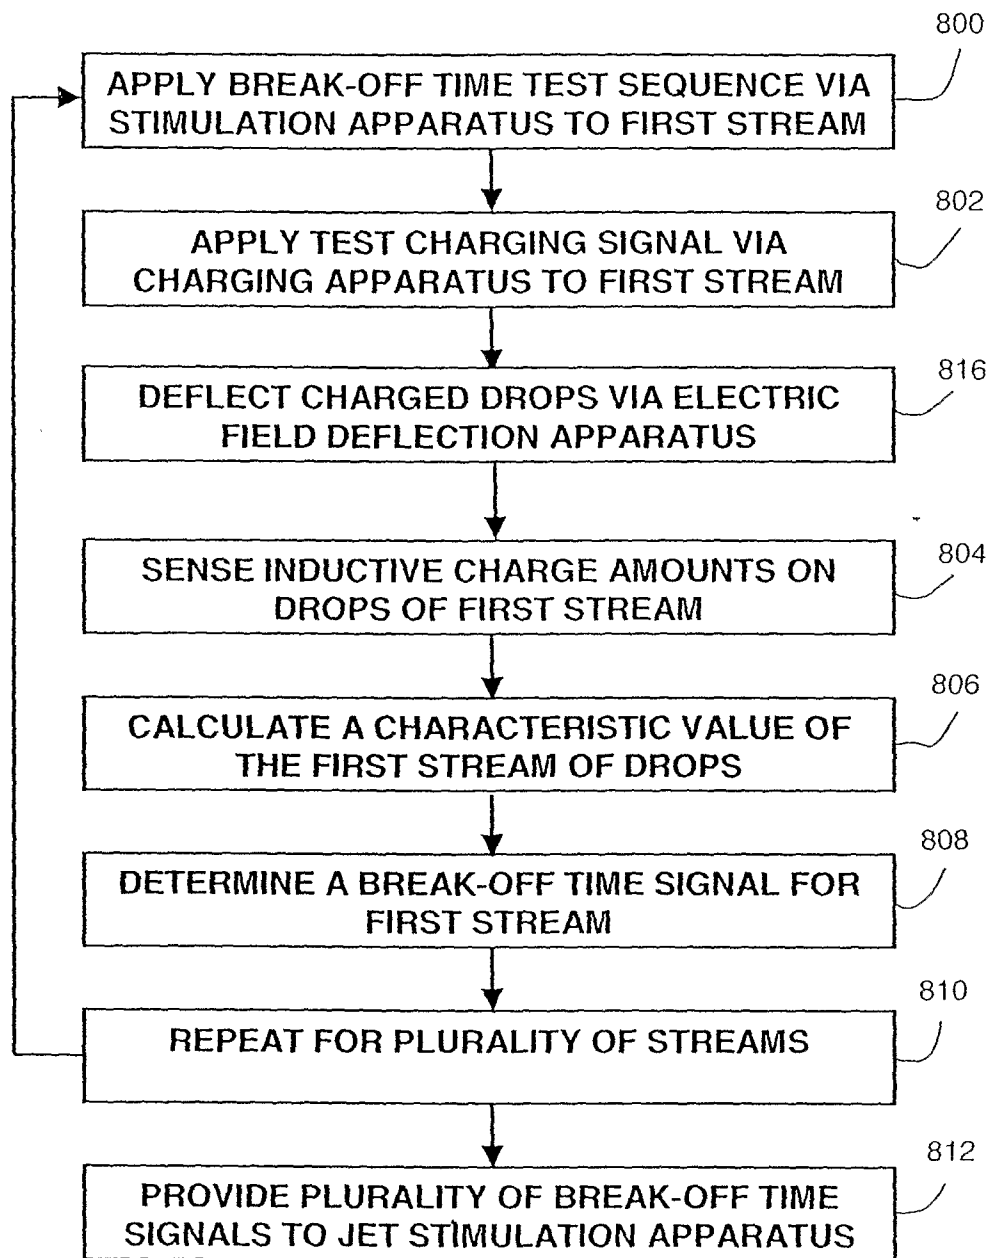 800
APPLY BREAK-OFF TIME TEST SEQUENCE VIA
STIMULATION APPARATUS TO FIRST STREAM
802
APPLY TEST CHARGING SIGNAL VIA
CHARGING APPARATUS TO FIRST STREAM
816
DEFLECT CHARGED DROPS VIA ELECTRIC
FIELD DEFLECTION APPARATUS
804
SENSE INDUCTIVE CHARGE AMOUNTS ON
DROPS OF FIRST STREAM
806
CALCULATE A CHARACTERISTIC VALUE OF
THE FIRST STREAM OF DROPS
808
DETERMINE A BREAK-OFF TIME SIGNAL FOR
FIRST STREAM
810
REPEAT FOR PLURALITY OF STREAMS
812
PROVIDE PLURALITY OF BREAK-OFF TIME
SIGNALS TO JET STIMULATION APPARATUS